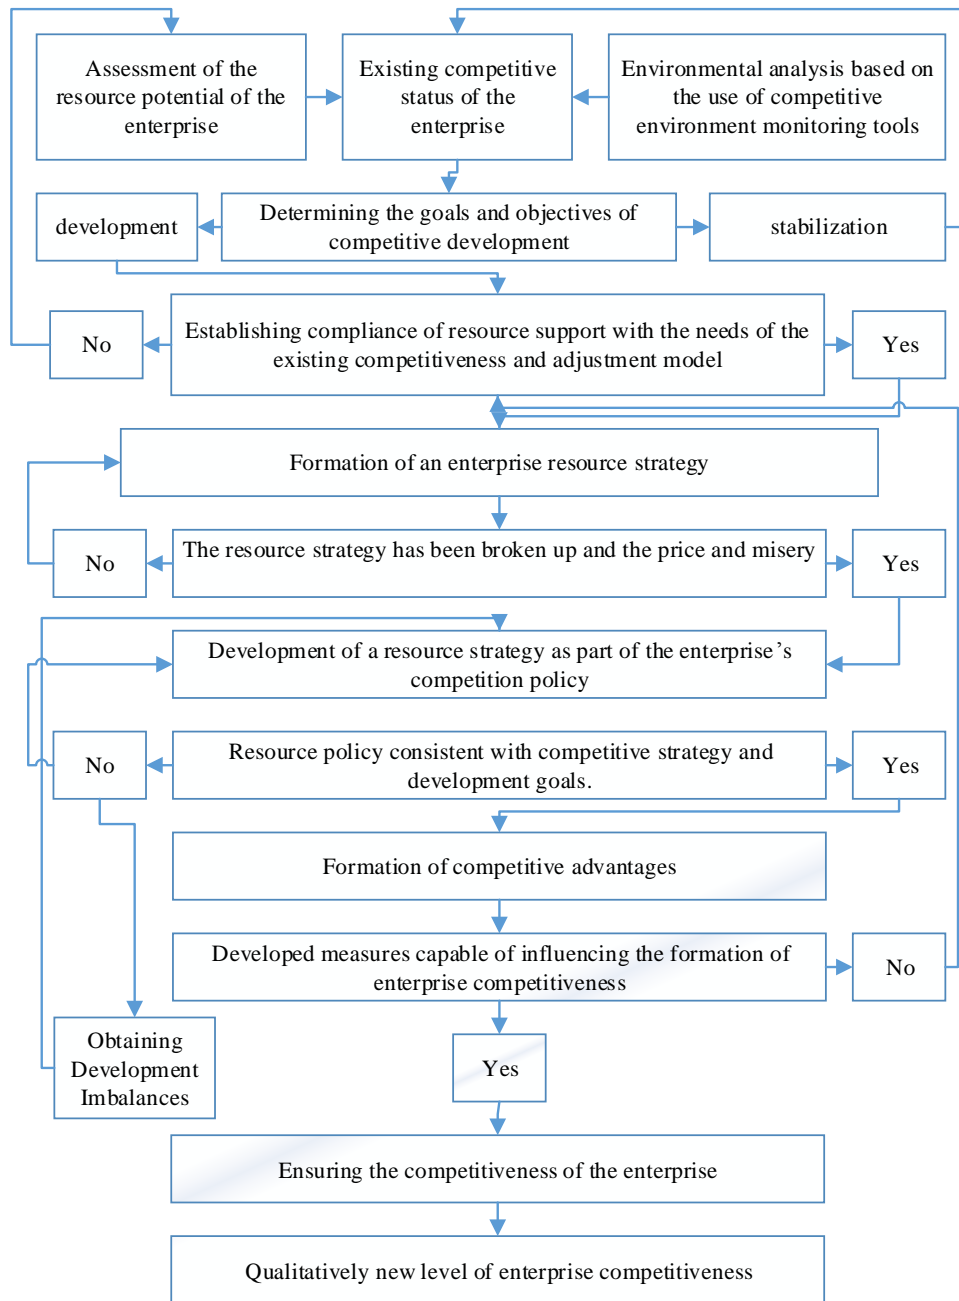 Assessment of the
resource potential of the
enterprise
Existing competitive
status of the
enterprise
Environmental analysis based on
the use of competitive
environment monitoring tools
development
Determining the goals and objectives of
competitive development
stabilization
No
Establishing compliance of resource support with the needs of the
existing competitiveness and adjustment model
Yes
Formation of an enterprise resource strategy
No
The resource strategy has been broken up and the price and misery
Yes
Development of a resource strategy as part of the enterprise’s
competition policy
No
Resource policy consistent with competitive strategy and
development goals.
Yes
Formation of competitive advantages
Developed measures capable of influencing the formation of
enterprise competitiveness
No
Obtaining
Development
Imbalances
Yes
Ensuring the competitiveness of the enterprise
Qualitatively new level of enterprise competitiveness